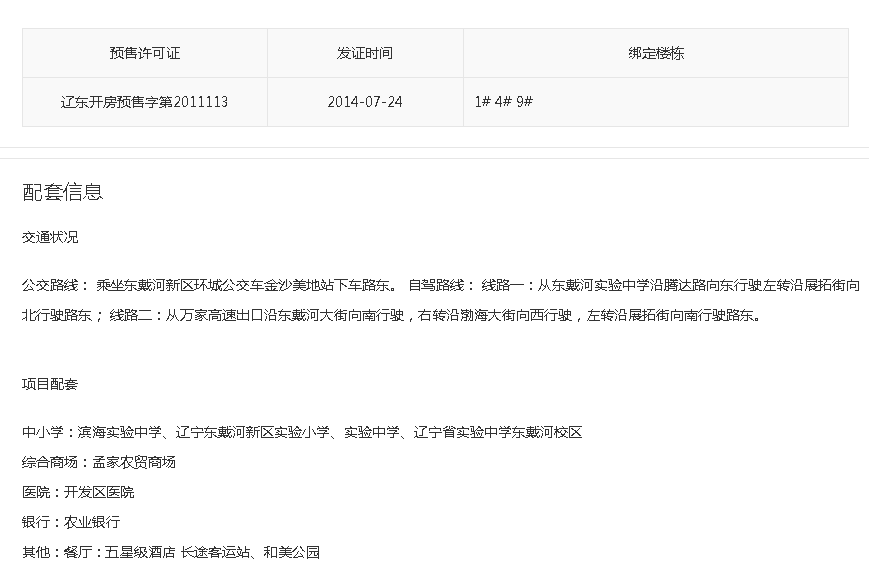 预售许可证 发证时间 绑定楼栋
辽东开房预售字第2011113 2014-07-24 1# 4# 9#
配套信息
交通状况
公交路线： 乘坐东戴河新区环城公交车金沙美地站下车路东。 自驾路线： 线路一：从东戴河实验中学沿腾达路向东行驶左转沿展拓街向
北行驶路东； 线路二：从万家高速出口沿东戴河大街向南行驶，右转沿渤海大街向西行驶，左转沿展拓街向南行驶路东。
项目配套
中小学：滨海实验中学、辽宁东戴河新区实验小学、实验中学、辽宁省实验中学东戴河校区
综合商场：孟家农贸商场
医院：开发区医院
银行：农业银行
其他：餐厅：五星级酒店 长途客运站、和美公园